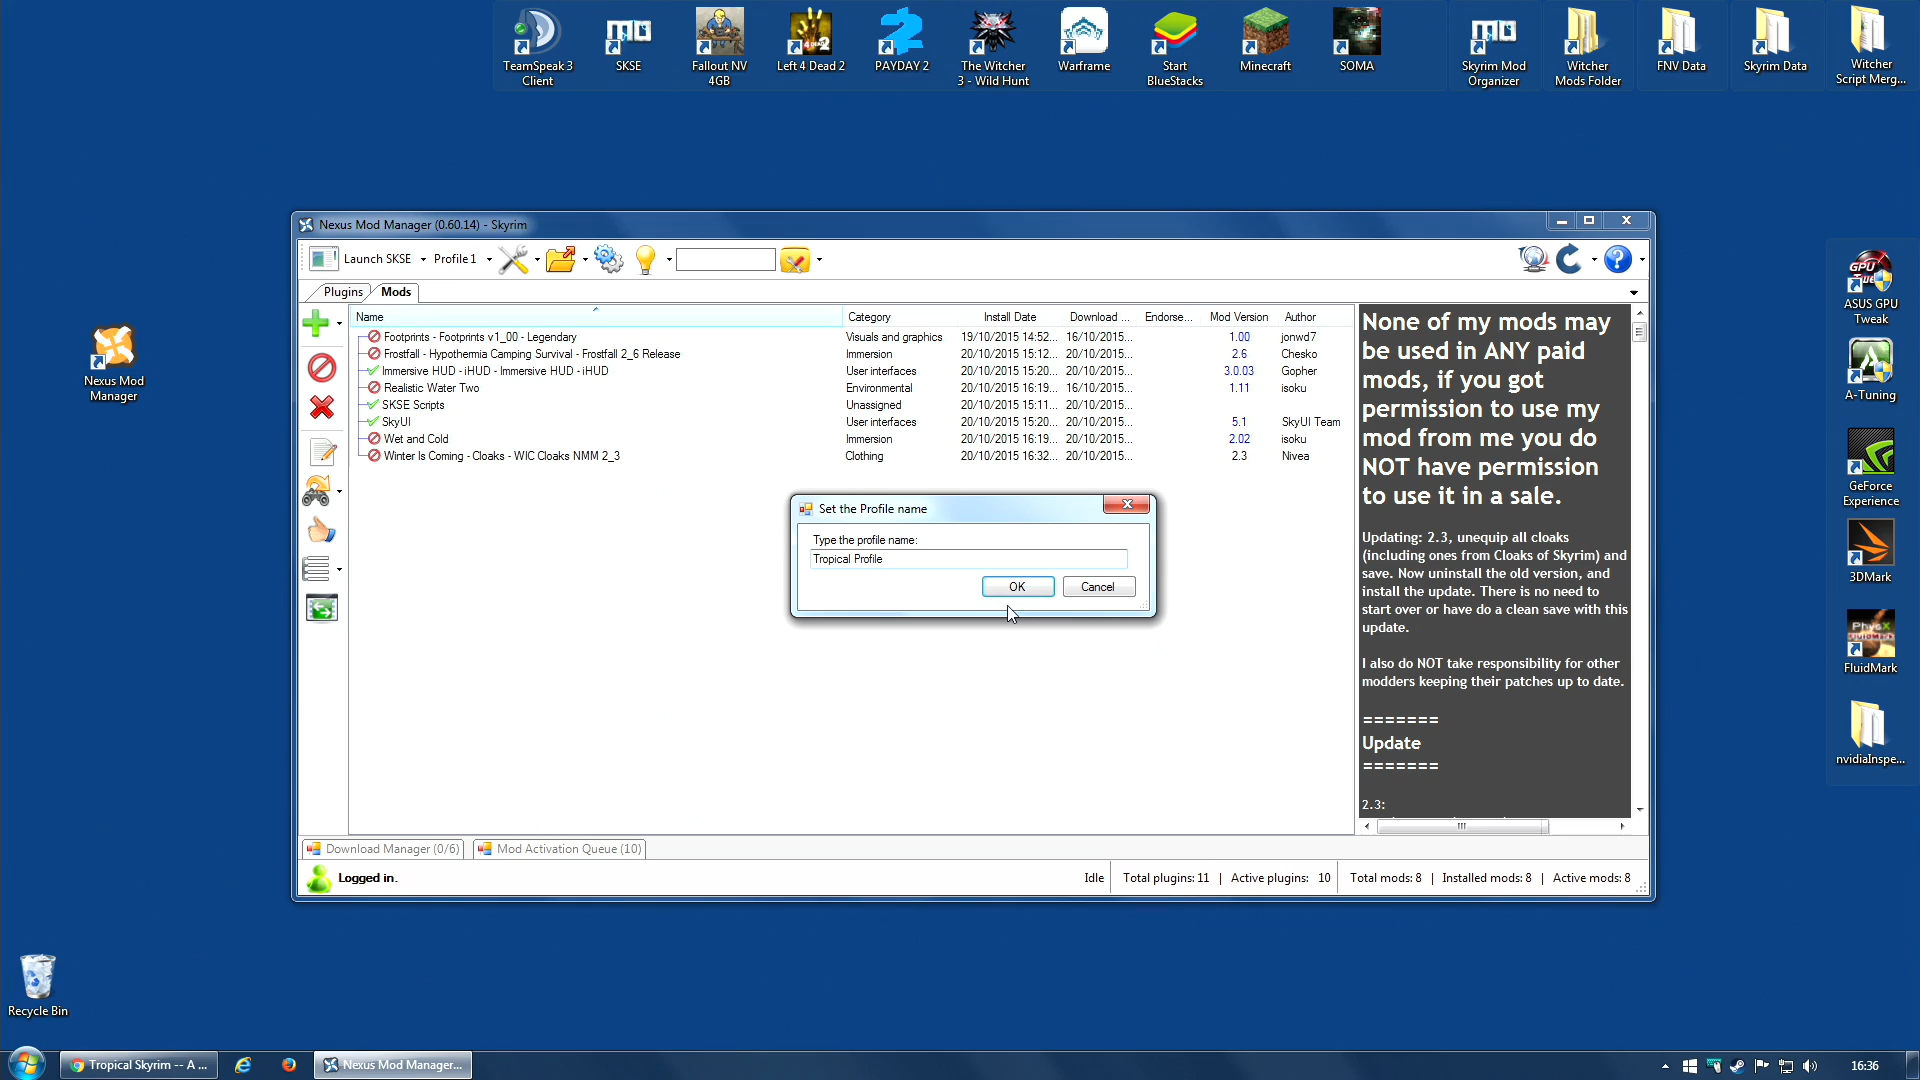 TeamSpeak 3
Client
SKSE
Fallout NV
4GB
Left 4 Dead 2
PAYDAY 2
The Witcher
3 - Wild Hunt
Warframe
Start
BlueStacks
Minecraft
SOMA
Skyrim Mod
Organizer
Witcher
Mods Folder
FNV Data
Skyrim Data
Witcher
Script Merg...
Nexus Mod
Manager
Nexus Mod Manager (0.60.14) - Skyrim
Launch SKSE
Profile 1
Plugins
Mods
Name Category Install Date Download ... Endorse... Mod Version Author
Footprints - Footprints v1_00 - Legendary Visuals and graphics 19/10/2015 14:52... 16/10/2015... 1.00 jonwd7
Frostfall - Hypothermia Camping Survival - Frostfall 2_6 Release Immersion 20/10/2015 15:12... 20/10/2015... 2.6 Chesko
Immersive HUD - iHUD - Immersive HUD - iHUD User interfaces 20/10/2015 15:20... 20/10/2015... 3.0.03 Gopher
Realistic Water Two Environmental 20/10/2015 16:19... 16/10/2015... 1.11 isoku
SKSE Scripts Unassigned 20/10/2015 15:11... 20/10/2015...
SkyUI User interfaces 20/10/2015 15:20... 20/10/2015... 5.1 SkyUI Team
Wet and Cold Immersion 20/10/2015 16:19... 20/10/2015... 2.02 isoku
Winter Is Coming - Cloaks - WIC Cloaks NMM 2_3 Clothing 20/10/2015 16:32... 20/10/2015... 2.3 Nivea
Set the Profile name
Type the profile name:
Tropical Profile
OK
Cancel
None of my mods may
be used in ANY paid
mods, if you got
permission to use my
mod from me you do
NOT have permission
to use it in a sale.
Updating: 2.3, unequip all cloaks
(including ones from Cloaks of Skyrim) and
save. Now uninstall the old version, and
install the update. There is no need to
start over or have do a clean save with this
update.
I also do NOT take responsibility for other
modders keeping their patches up to date.
=======
Update
=======
2.3:
Download Manager (0/6)
Mod Activation Queue (10)
Logged in.
Idle
Total plugins: 11 | Active plugins: 10
Total mods: 8 | Installed mods: 8 | Active mods: 8
ASUS GPU
Tweak
A-Tuning
GeForce
Experience
3DMark
FluidMark
nvidiaInspe...
Recycle Bin
Tropical Skyrim -- A ...
Nexus Mod Manager...
16:36